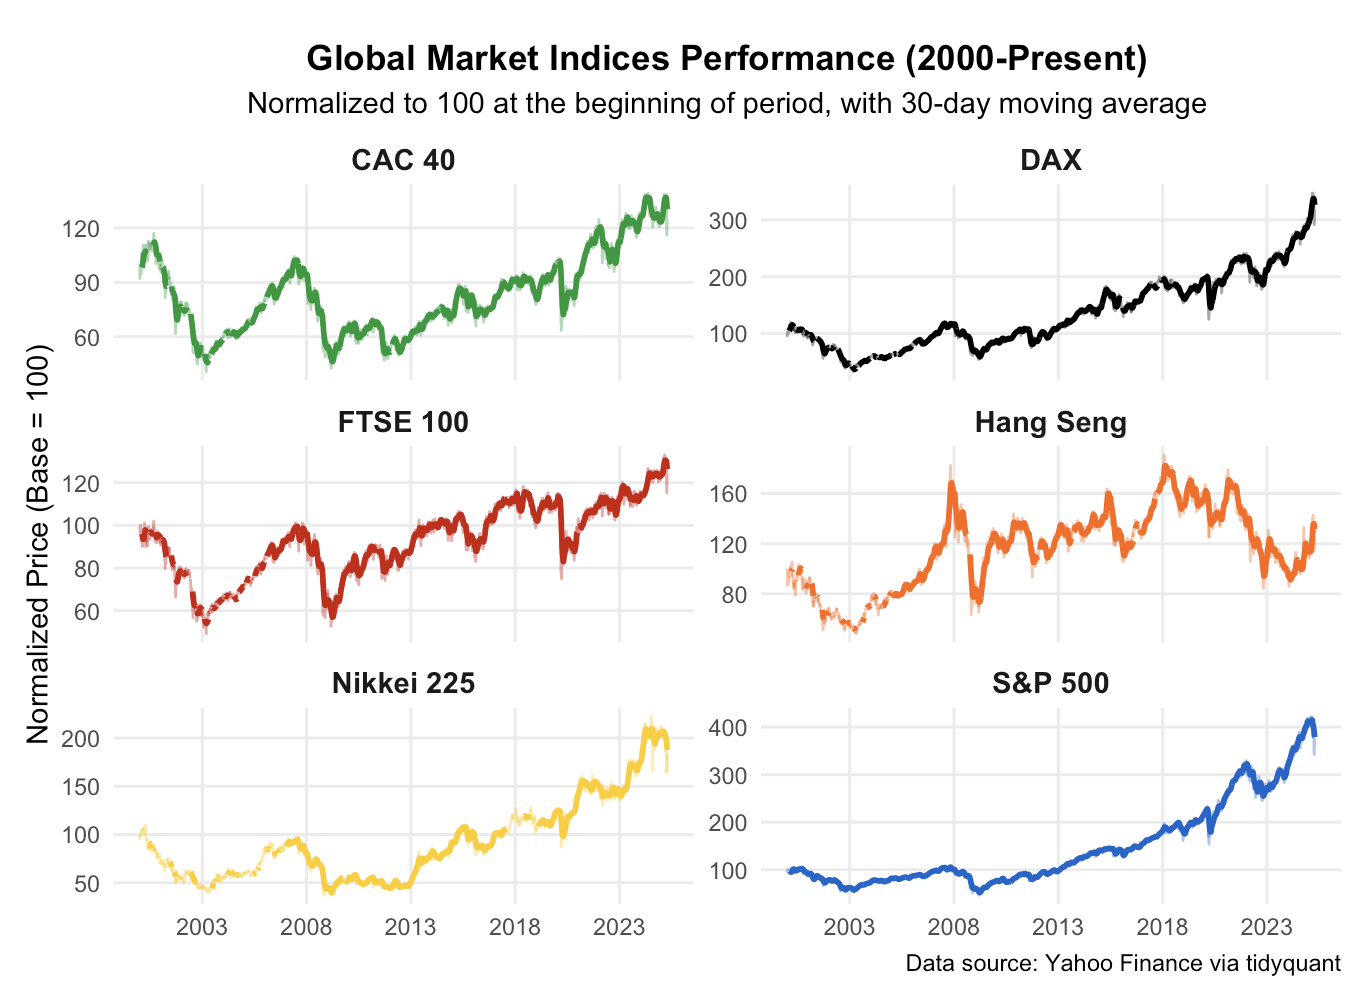 Global Market Indices Performance (2000-Present)
Normalized to 100 at the beginning of period, with 30-day moving average
Normalized Price (Base = 100)
CAC 40
120
90
60
DAX
300
200
100
FTSE 100
120
100
80
60
Hang Seng
160
120
80
Nikkei 225
200
150
100
50
2003 2008 2013 2018 2023
S&P 500
400
300
200
100
2003 2008 2013 2018 2023
Data source: Yahoo Finance via tidyquant